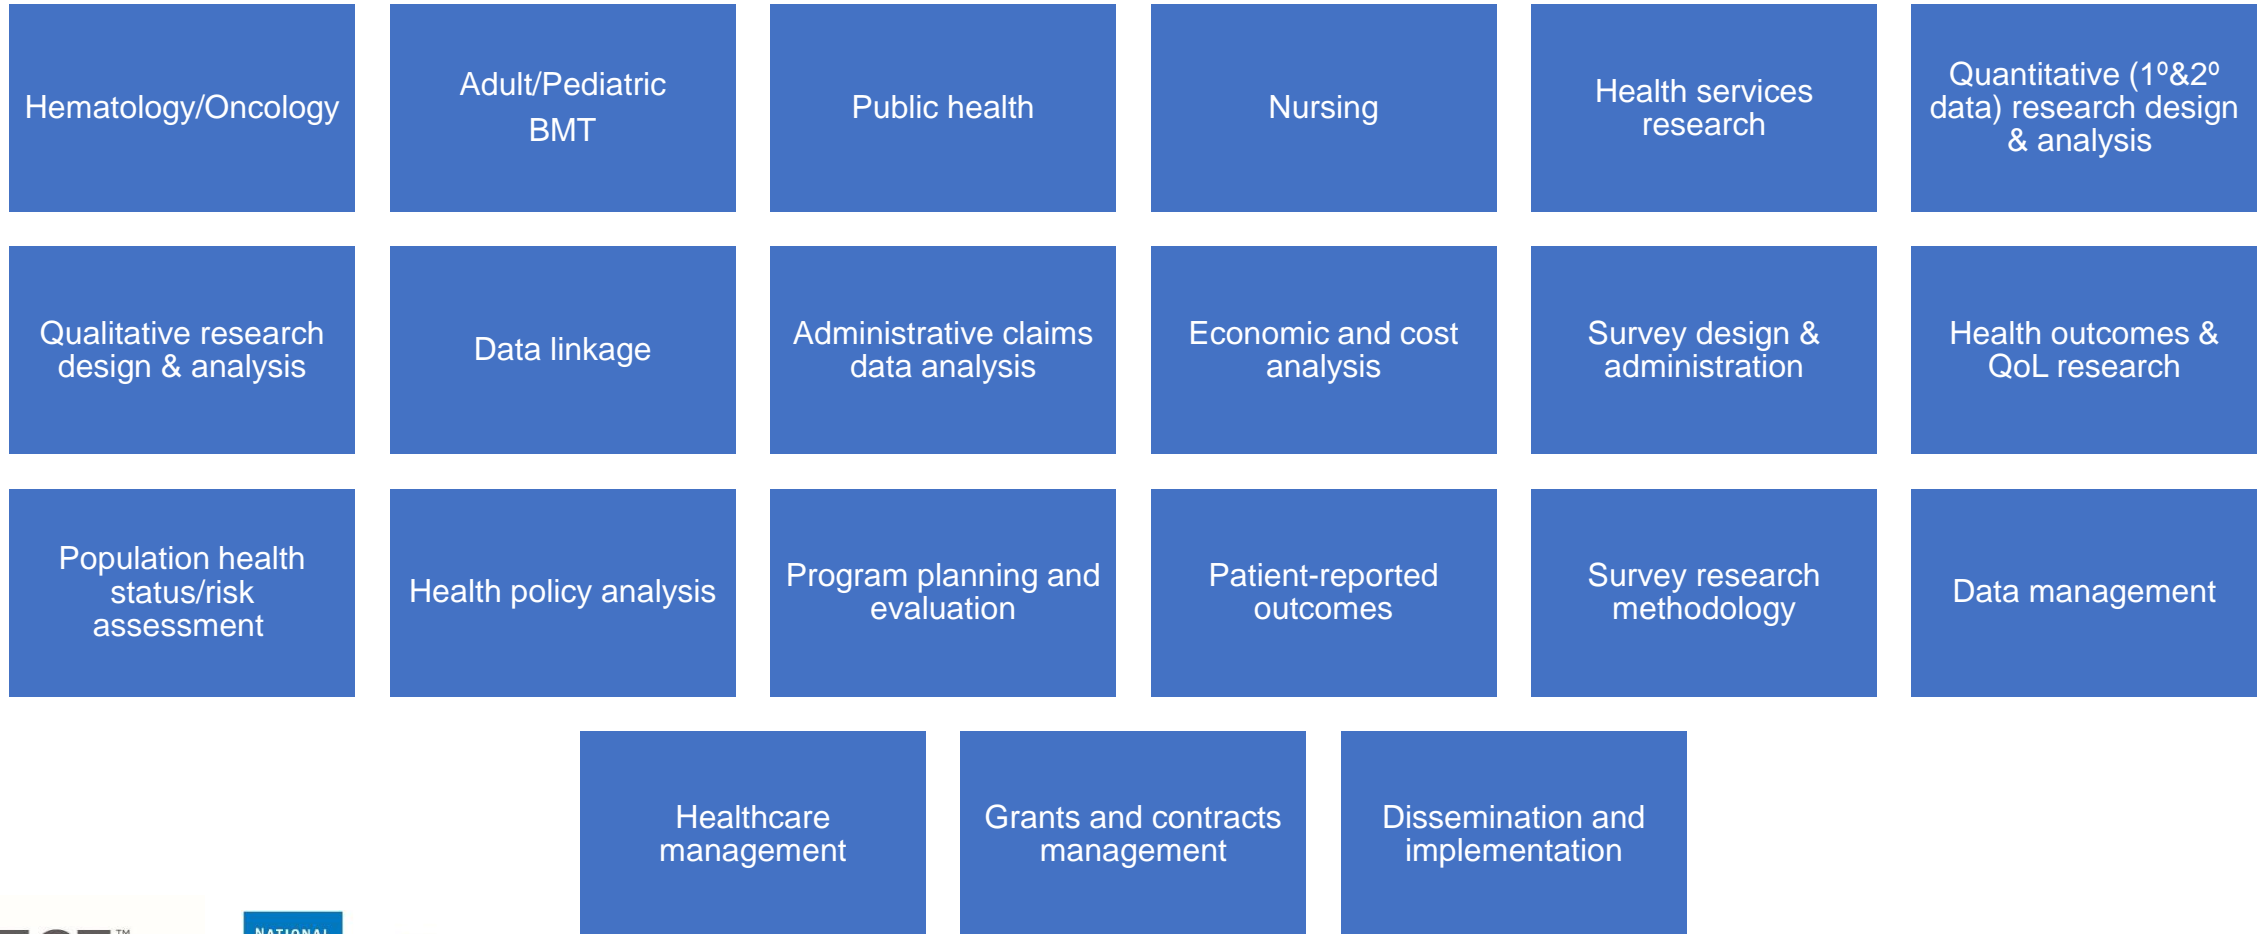 Hematology/Oncology
Adult/Pediatric
BMT
Public health
Nursing
Health services
research
Quantitative (1º&2º
data) research design
& analysis
Qualitative research
design & analysis
Data linkage
Administrative claims
data analysis
Economic and cost
analysis
Survey design &
administration
Health outcomes &
QoL research
Population health
status/risk
assessment
Health policy analysis
Program planning and
evaluation
Patient-reported
outcomes
Survey research
methodology
Data management
Healthcare
management
Grants and contracts
management
Dissemination and
implementation
NATIONAL